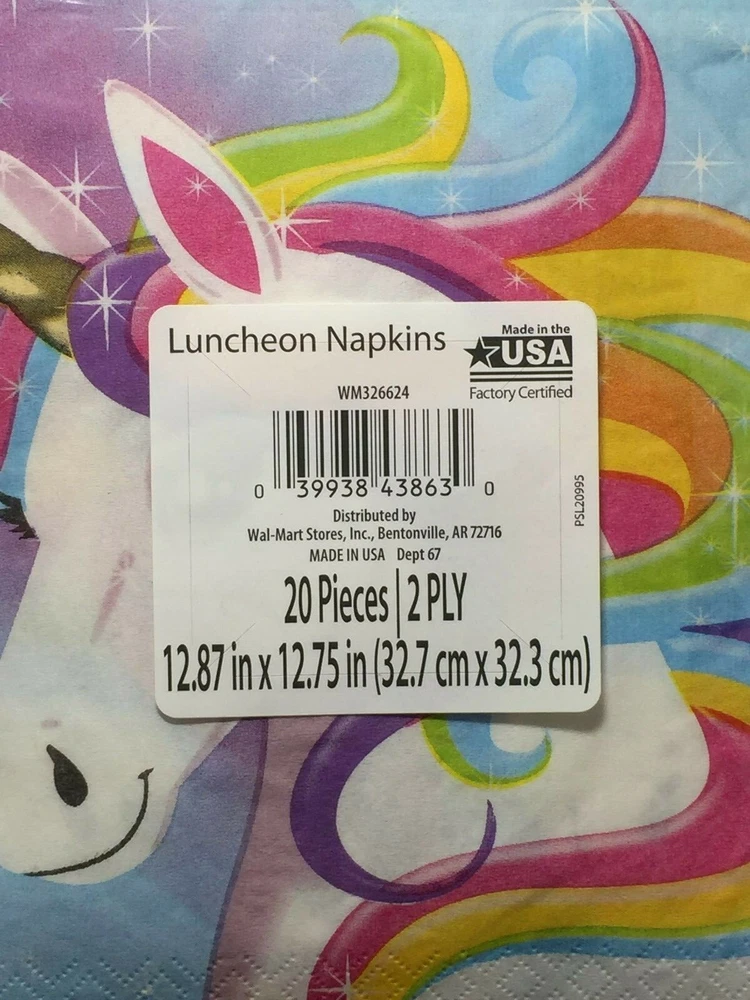 Luncheon Napkins
Made in the
USA
Factory Certified
WM326624
0 39938 43863 0
PSL20995
Distributed by
Wal-Mart Stores, Inc., Bentonville, AR 72716
MADE IN USA Dept 67
20 Pieces | 2 PLY
12.87 in x 12.75 in (32.7 cm x 32.3 cm)